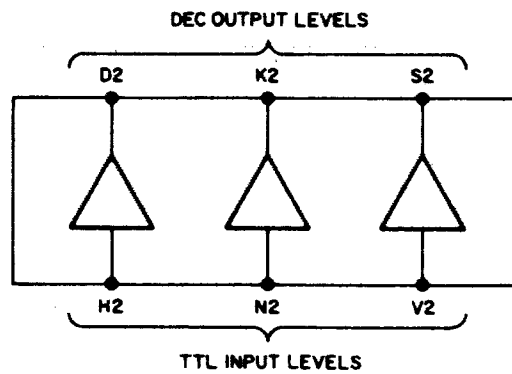 DEC OUTPUT LEVELS
D2 K2 S2
H2 N2 V2
TTL INPUT LEVELS